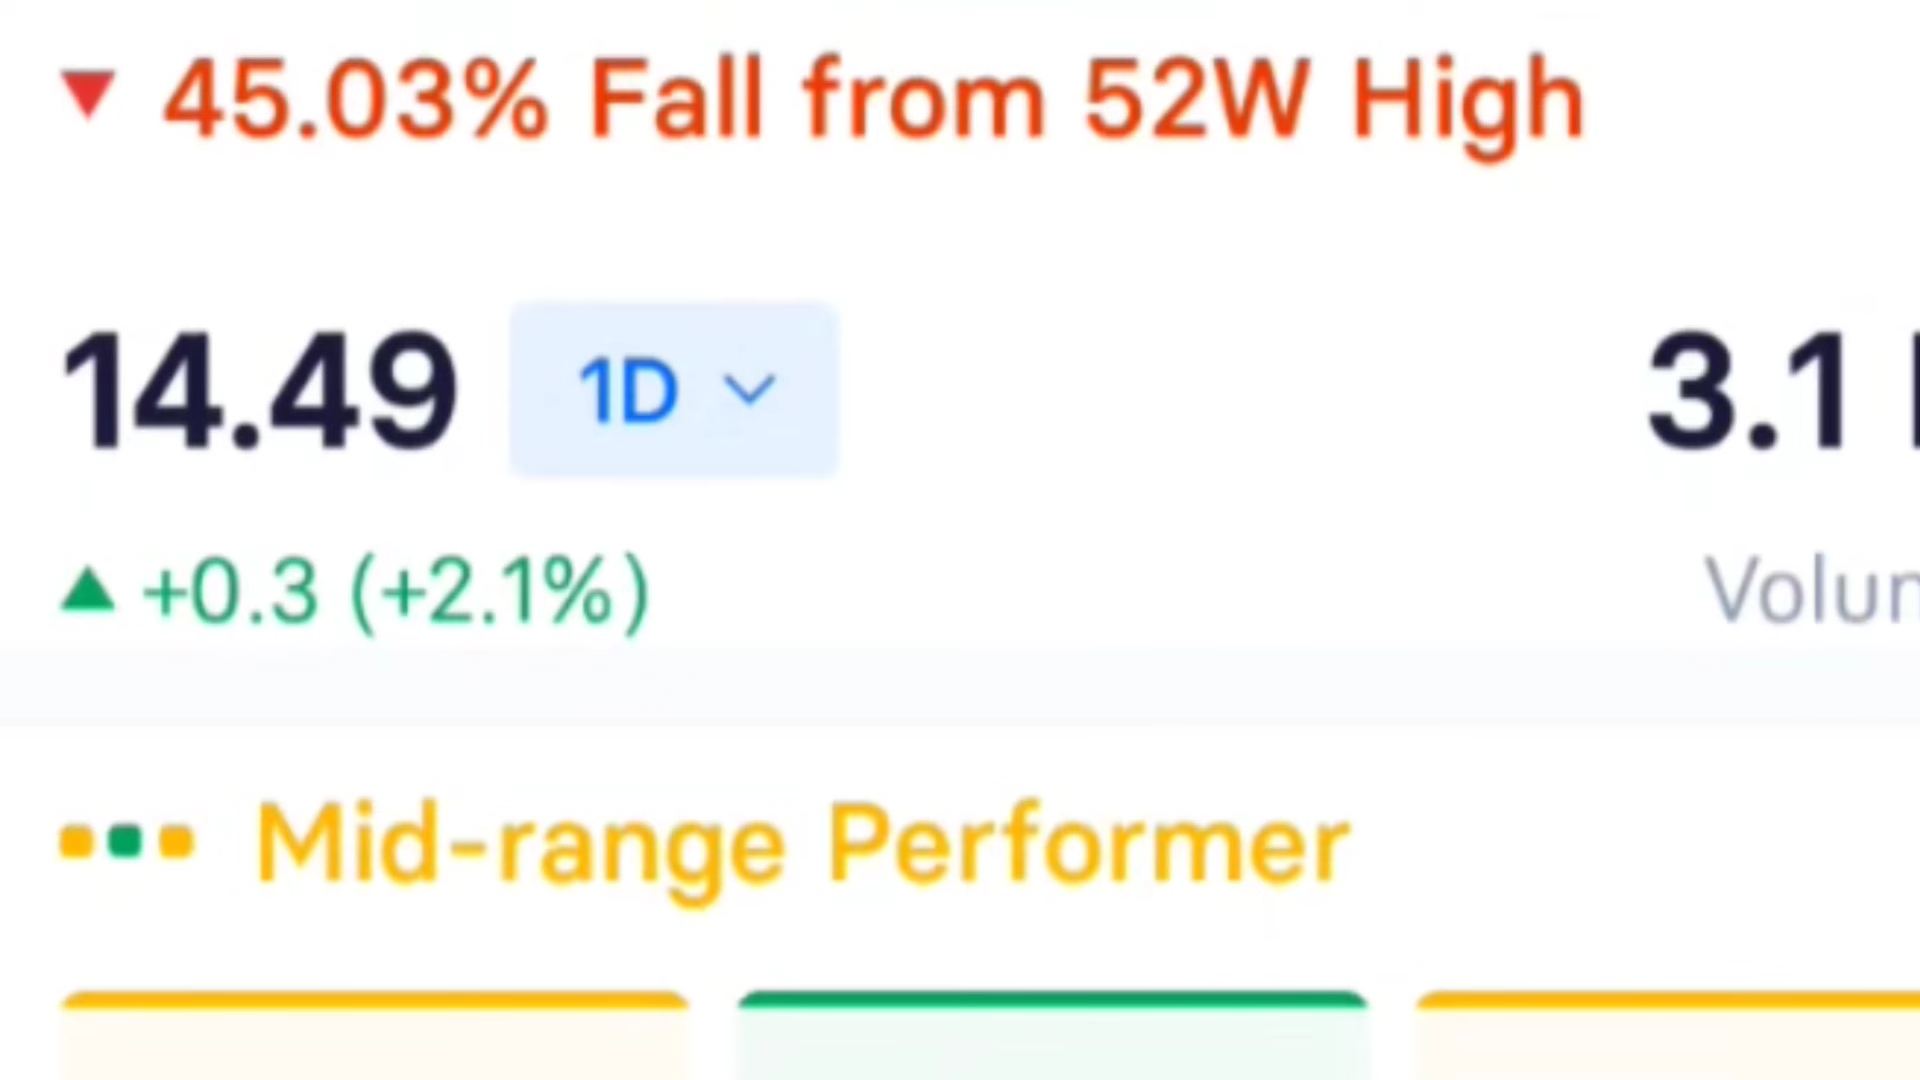 45.03% Fall from 52W High
14.49 1D 3.1
+0.3 (+2.1%)
Mid-range Performer